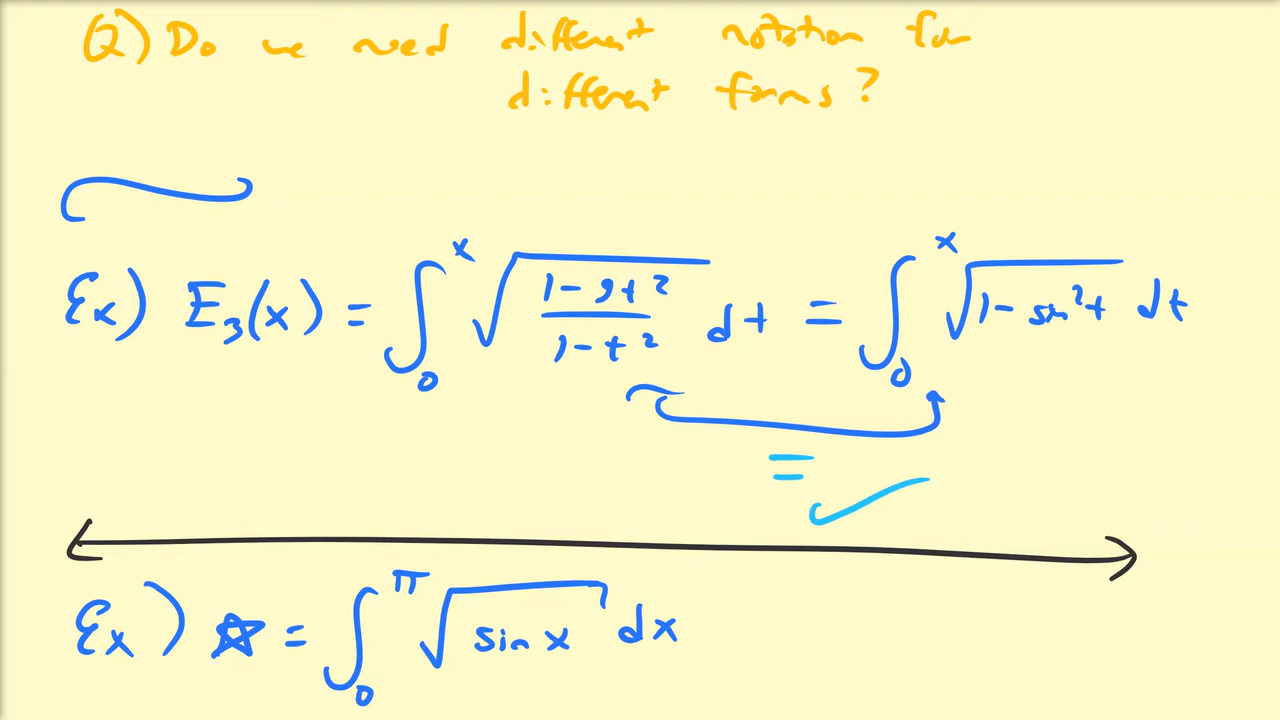 Q) Do we need different notation for
different forms?
Ex) E₃(x) = ∫₀ˣ √((1-9t²)/(1-t²)) dt = ∫₀ˣ √(1-sin²t) dt
= ✓
Ex) ☆ = ∫₀^π √(sin x) dx